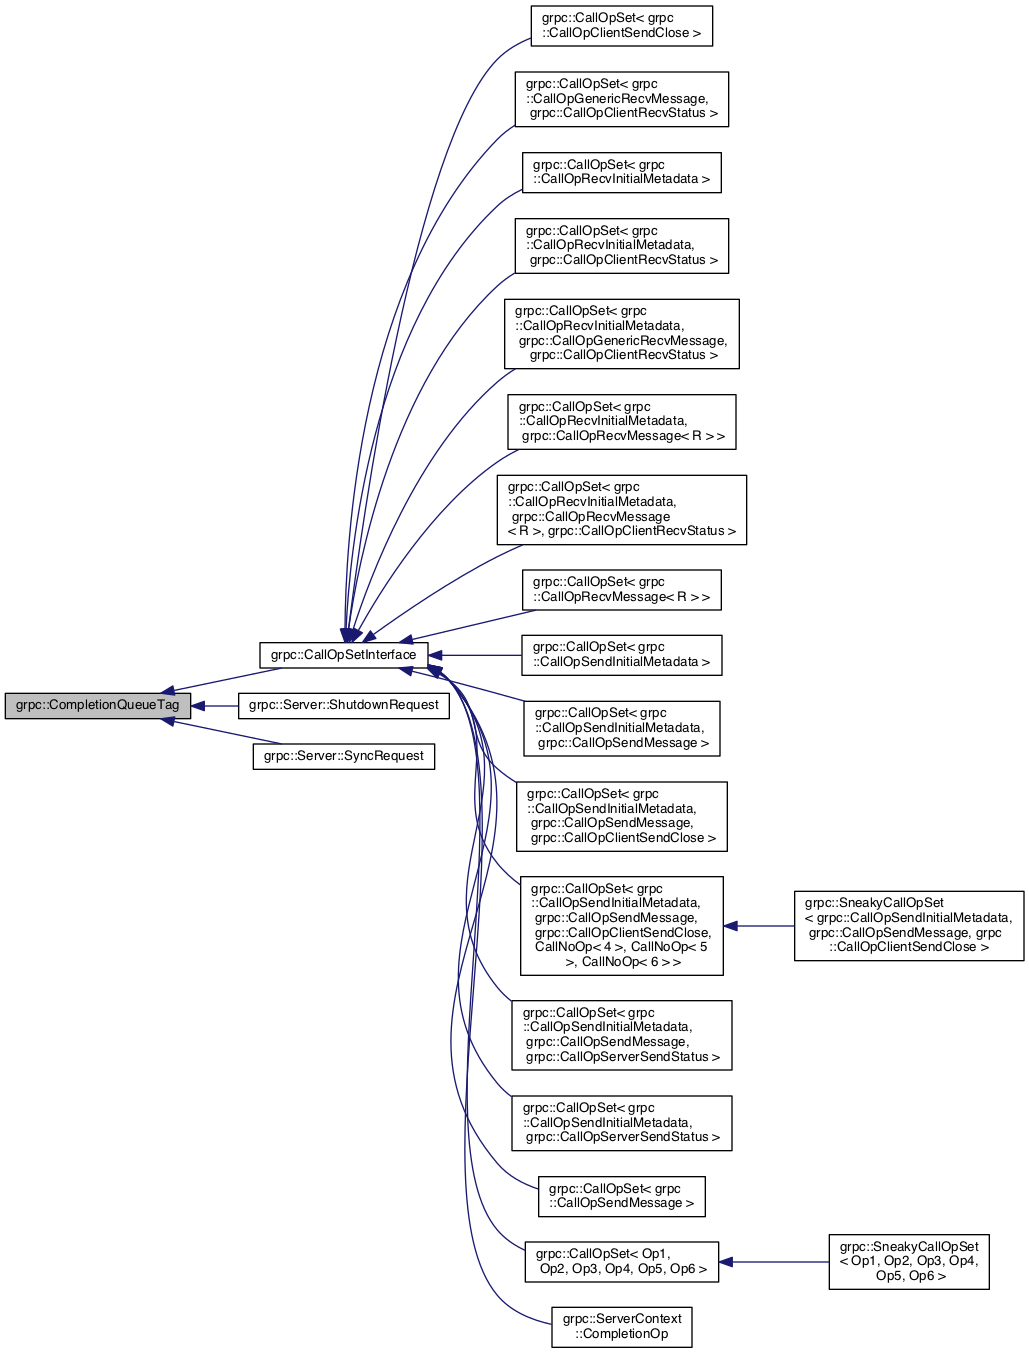 grpc::CallOpSet< grpc
::CallOpClientSendClose >
grpc::CallOpSet< grpc
::CallOpGenericRecvMessage,
grpc::CallOpClientRecvStatus >
grpc::CallOpSet< grpc
::CallOpRecvInitialMetadata >
grpc::CallOpSet< grpc
::CallOpRecvInitialMetadata,
grpc::CallOpClientRecvStatus >
grpc::CallOpSet< grpc
::CallOpRecvInitialMetadata,
grpc::CallOpGenericRecvMessage,
grpc::CallOpClientRecvStatus >
grpc::CallOpSet< grpc
::CallOpRecvInitialMetadata,
grpc::CallOpRecvMessage< R > >
grpc::CallOpSet< grpc
::CallOpRecvInitialMetadata,
grpc::CallOpRecvMessage
< R >, grpc::CallOpClientRecvStatus >
grpc::CallOpSet< grpc
::CallOpRecvMessage< R > >
grpc::CallOpSetInterface
grpc::CallOpSet< grpc
::CallOpSendInitialMetadata >
grpc::CompletionQueueTag
grpc::Server::ShutdownRequest
grpc::Server::SyncRequest
grpc::CallOpSet< grpc
::CallOpSendInitialMetadata,
grpc::CallOpSendMessage >
grpc::CallOpSet< grpc
::CallOpSendInitialMetadata,
grpc::CallOpSendMessage,
grpc::CallOpClientSendClose >
grpc::CallOpSet< grpc
::CallOpSendInitialMetadata,
grpc::CallOpSendMessage,
grpc::CallOpClientSendClose,
CallNoOp< 4 >, CallNoOp< 5
>, CallNoOp< 6 > >
grpc::SneakyCallOpSet
< grpc::CallOpSendInitialMetadata,
grpc::CallOpSendMessage, grpc
::CallOpClientSendClose >
grpc::CallOpSet< grpc
::CallOpSendInitialMetadata,
grpc::CallOpSendMessage,
grpc::CallOpServerSendStatus >
grpc::CallOpSet< grpc
::CallOpSendInitialMetadata,
grpc::CallOpServerSendStatus >
grpc::CallOpSet< grpc
::CallOpSendMessage >
grpc::CallOpSet< Op1,
Op2, Op3, Op4, Op5, Op6 >
grpc::SneakyCallOpSet
< Op1, Op2, Op3, Op4,
Op5, Op6 >
grpc::ServerContext
::CompletionOp